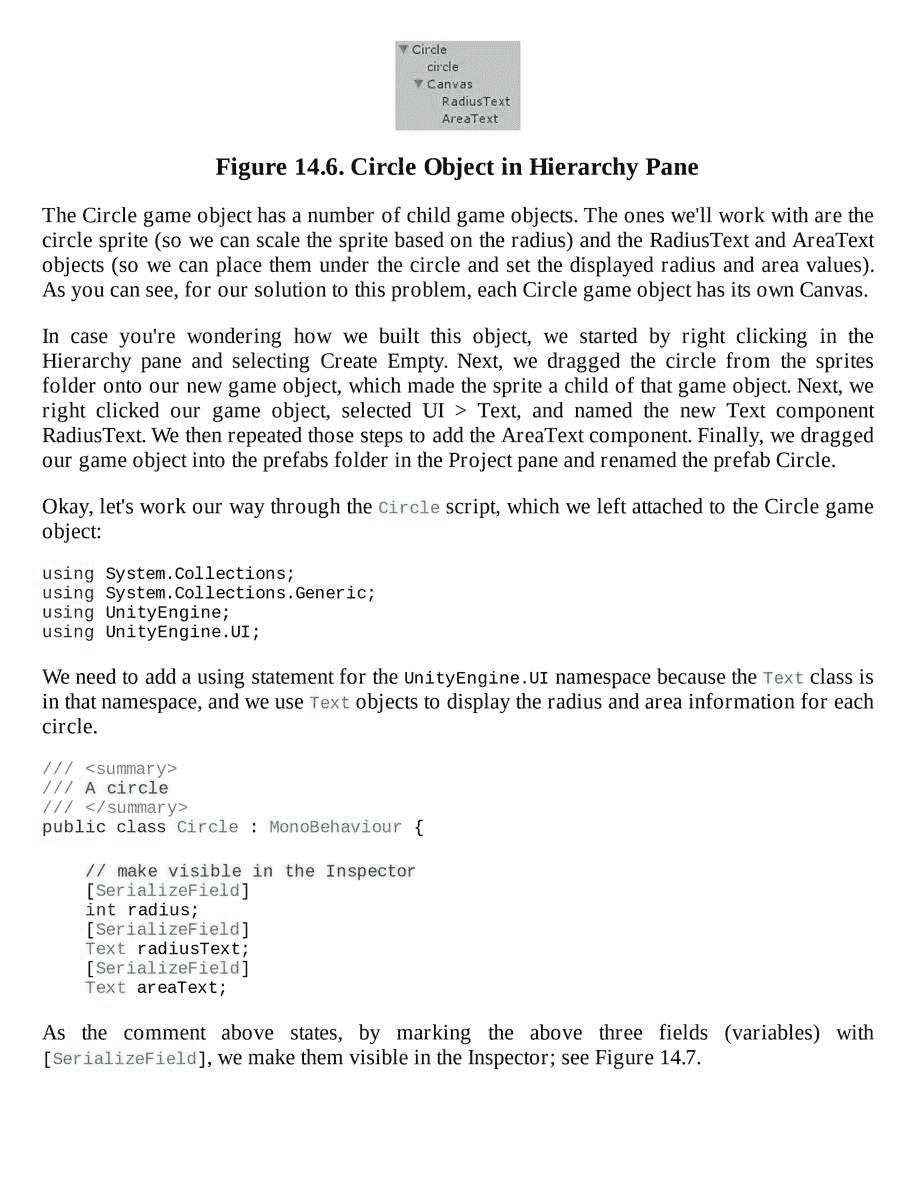 Circle
circle
Canvas
RadiusText
AreaText
Figure 14.6. Circle Object in Hierarchy Pane
The Circle game object has a number of child game objects. The ones we'll work with are the
circle sprite (so we can scale the sprite based on the radius) and the RadiusText and AreaText
objects (so we can place them under the circle and set the displayed radius and area values).
As you can see, for our solution to this problem, each Circle game object has its own Canvas.
In case you're wondering how we built this object, we started by right clicking in the
Hierarchy pane and selecting Create Empty. Next, we dragged the circle from the sprites
folder onto our new game object, which made the sprite a child of that game object. Next, we
right clicked our game object, selected UI > Text, and named the new Text component
RadiusText. We then repeated those steps to add the AreaText component. Finally, we dragged
our game object into the prefabs folder in the Project pane and renamed the prefab Circle.
Okay, let's work our way through the Circle script, which we left attached to the Circle game
object:
using System.Collections;
using System.Collections.Generic;
using UnityEngine;
using UnityEngine.UI;
We need to add a using statement for the UnityEngine.UI namespace because the Text class is
in that namespace, and we use Text objects to display the radius and area information for each
circle.
/// <summary>
/// A circle
/// </summary>
public class Circle : MonoBehaviour {
// make visible in the Inspector
[SerializeField]
int radius;
[SerializeField]
Text radiusText;
[SerializeField]
Text areaText;
As the comment above states, by marking the above three fields (variables) with
[SerializeField], we make them visible in the Inspector; see Figure 14.7.